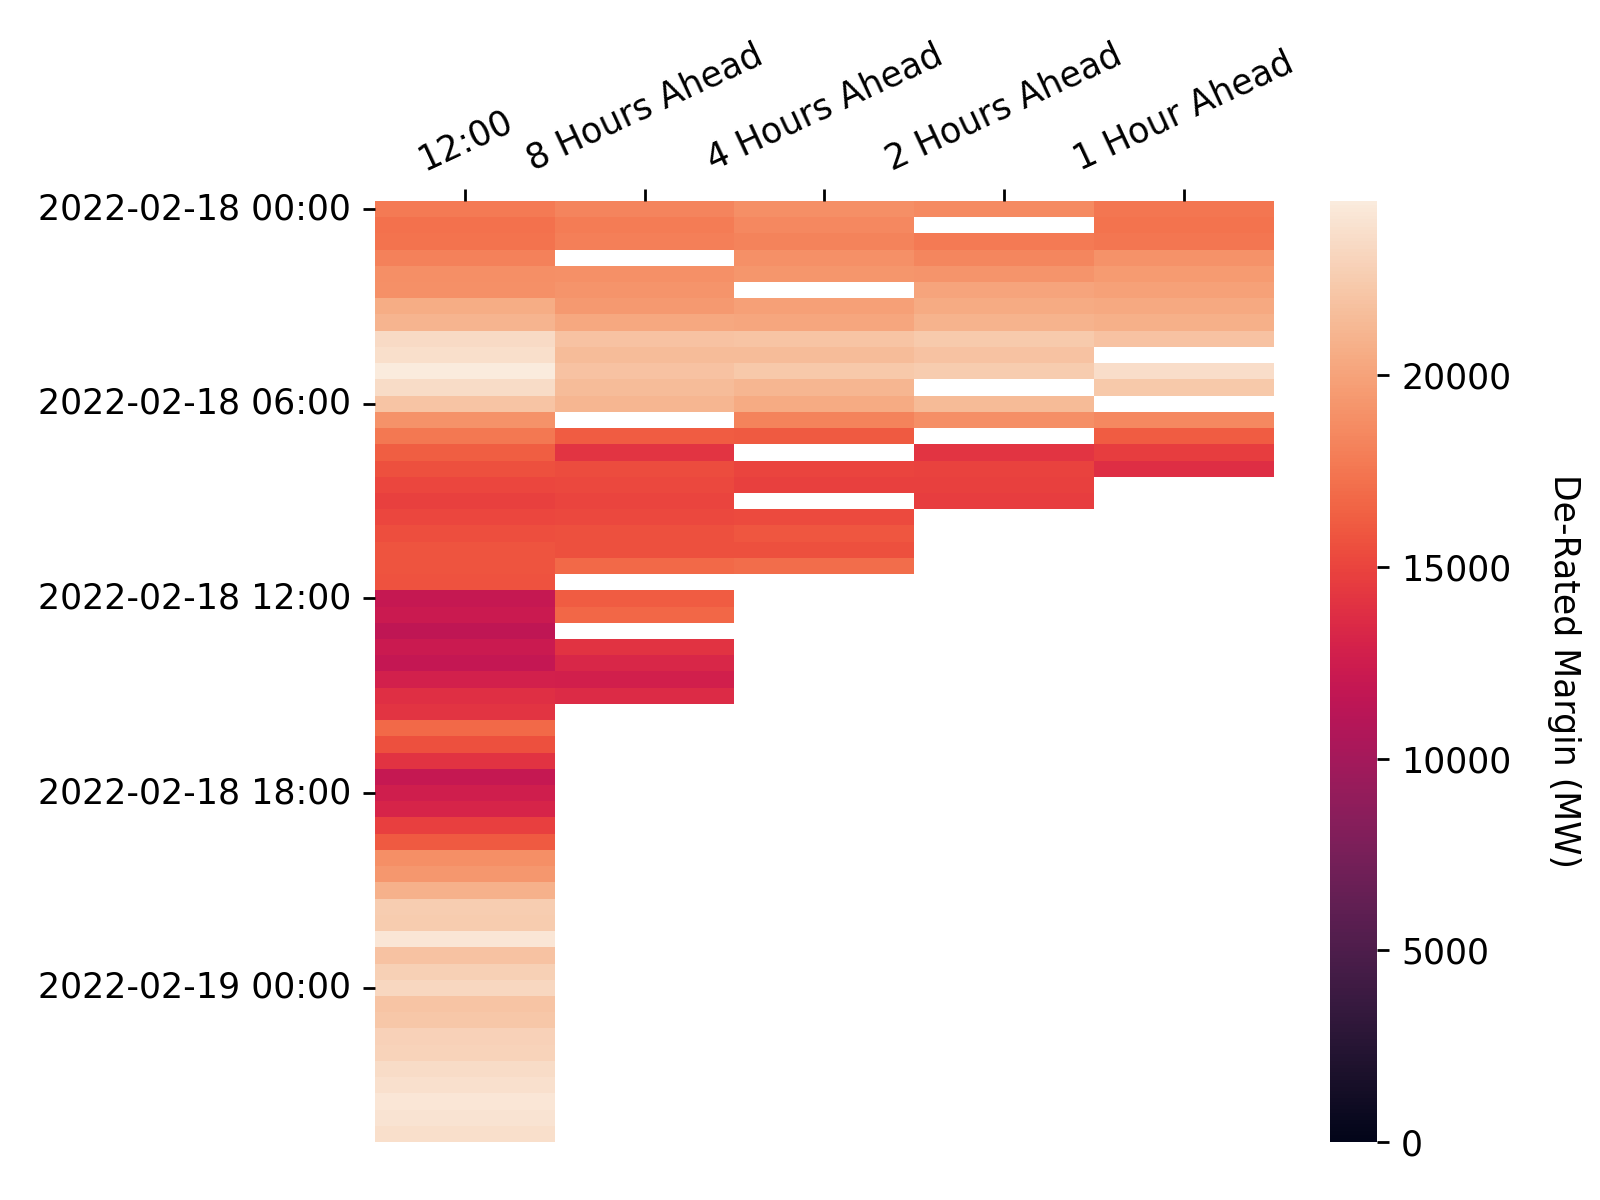 12:00
8 Hours Ahead
4 Hours Ahead
2 Hours Ahead
1 Hour Ahead
2022-02-18 00:00
2022-02-18 06:00
2022-02-18 12:00
2022-02-18 18:00
2022-02-19 00:00
20000
15000
10000
5000
0
De-Rated Margin (MW)